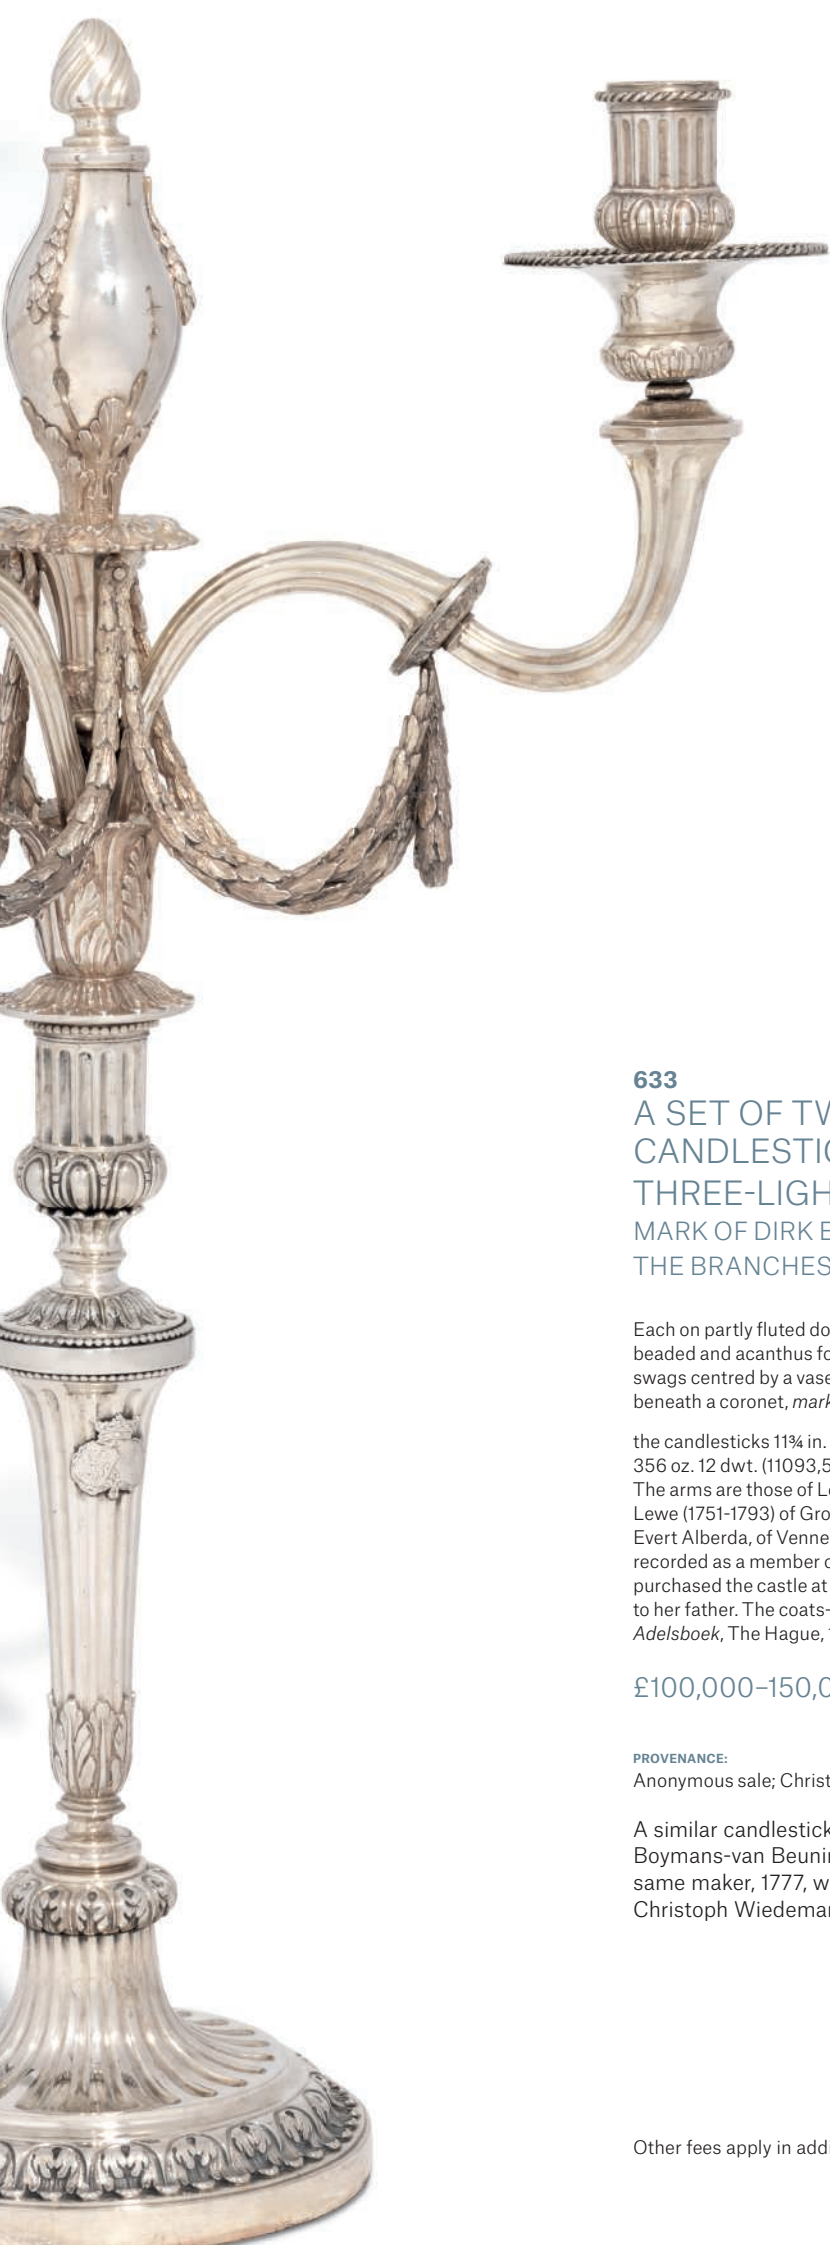 633
A SET OF TW
CANDLESTIC
THREE-LIGH
MARK OF DIRK E
THE BRANCHES
Each on partly fluted do
beaded and acanthus fo
swags centred by a vase
beneath a coronet, mark
the candlesticks 11¾ in.
356 oz. 12 dwt. (11093,5
The arms are those of Le
Lewe (1751-1793) of Gro
Evert Alberda, of Venne
recorded as a member o
purchased the castle at
to her father. The coats-
Adelsboek, The Hague, 1
£100,000–150,0
PROVENANCE:
Anonymous sale; Christ
A similar candlestick
Boymans-van Beunin
same maker, 1777, w
Christoph Wiedeman
Other fees apply in addi